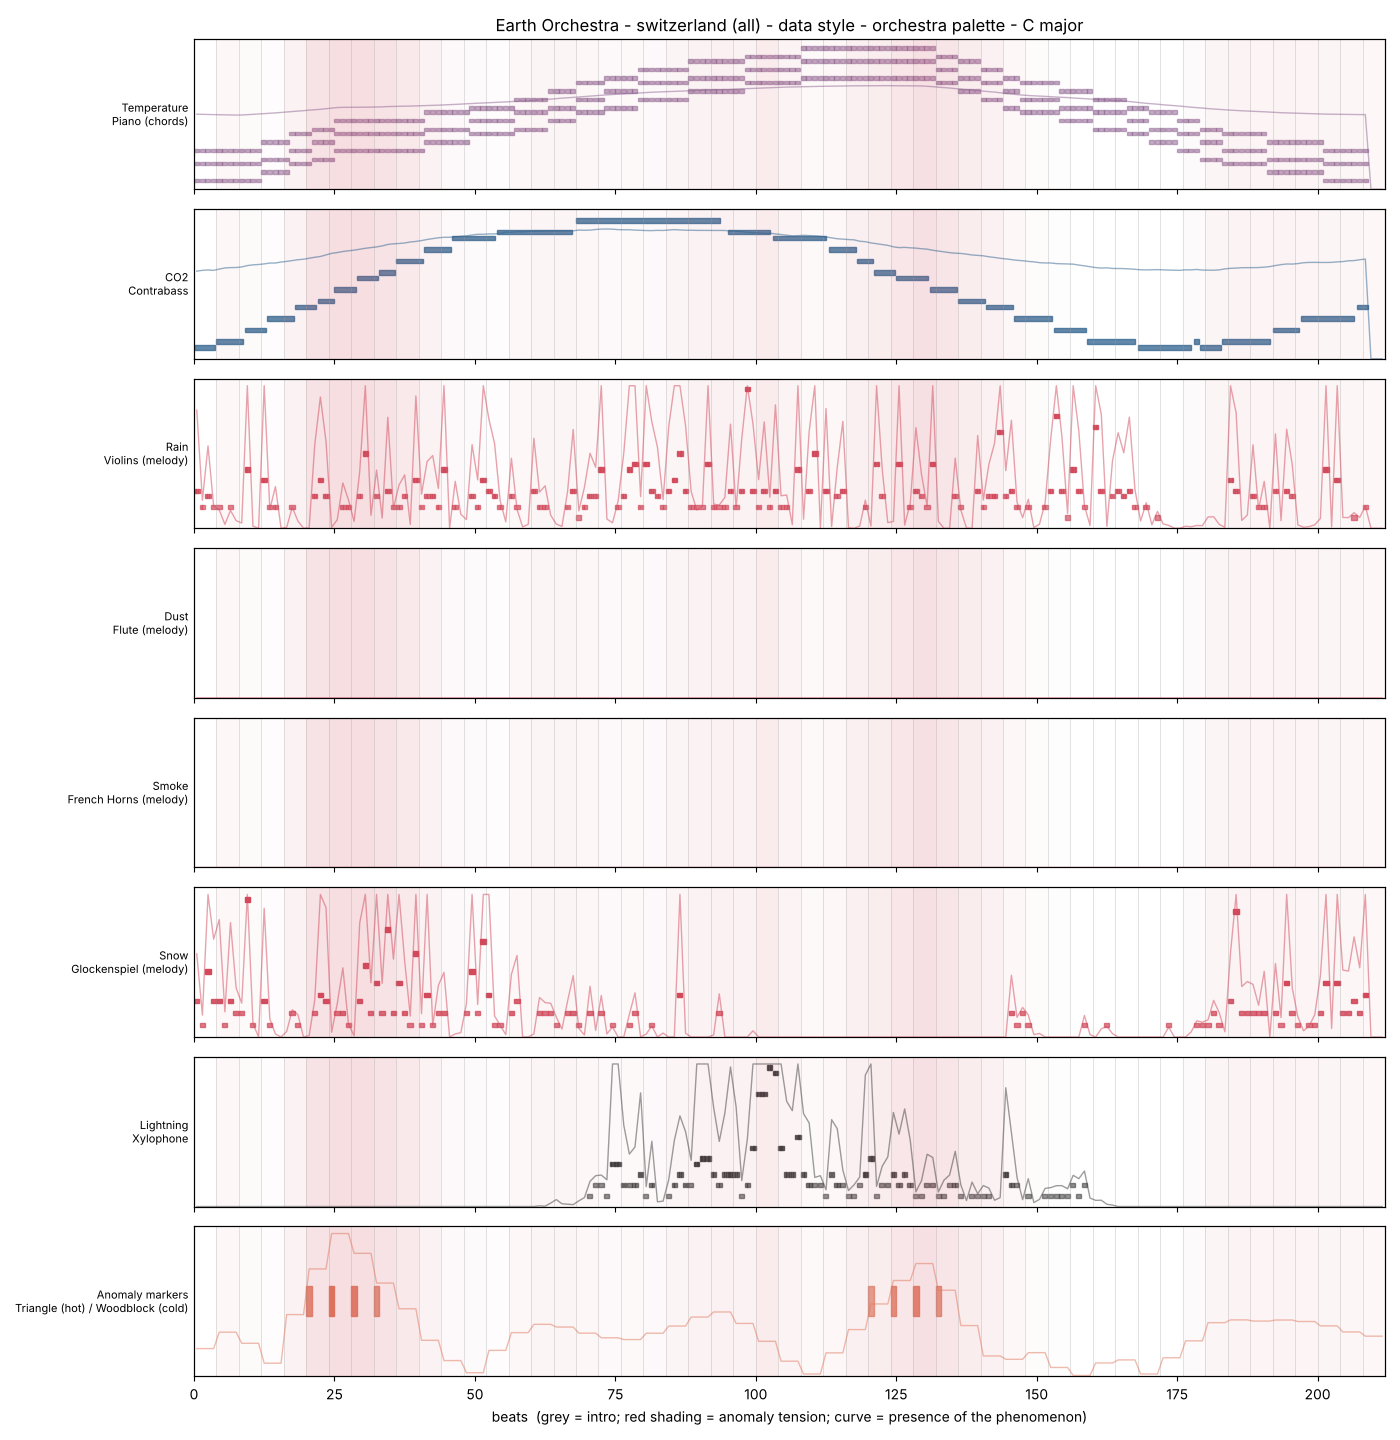 Earth Orchestra - switzerland (all) - data style - orchestra palette - C major
Temperature
Piano (chords)
CO2
Contrabass
Rain
Violins (melody)
Dust
Flute (melody)
Smoke
French Horns (melody)
Snow
Glockenspiel (melody)
Lightning
Xylophone
Anomaly markers
Triangle (hot) / Woodblock (cold)
0 25 50 75 100 125 150 175 200
beats  (grey = intro; red shading = anomaly tension; curve = presence of the phenomenon)